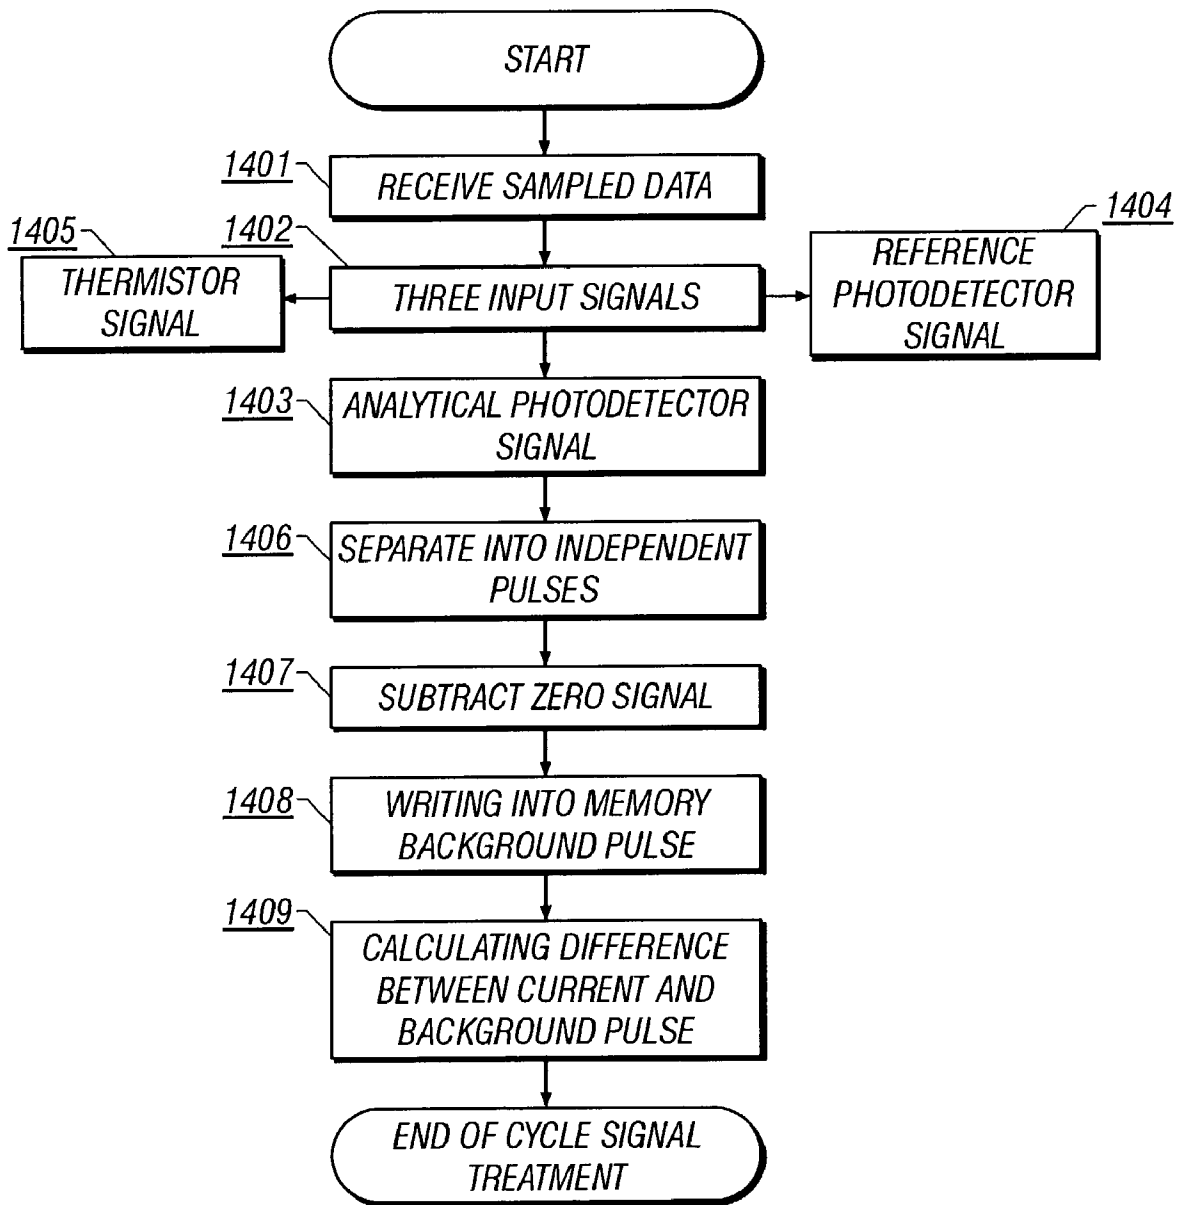 START
1401
RECEIVE SAMPLED DATA
1405
THERMISTOR
SIGNAL
1402
THREE INPUT SIGNALS
1404
REFERENCE
PHOTODETECTOR
SIGNAL
1403
ANALYTICAL PHOTODETECTOR
SIGNAL
1406
SEPARATE INTO INDEPENDENT
PULSES
1407
SUBTRACT ZERO SIGNAL
1408
WRITING INTO MEMORY
BACKGROUND PULSE
1409
CALCULATING DIFFERENCE
BETWEEN CURRENT AND
BACKGROUND PULSE
END OF CYCLE SIGNAL
TREATMENT